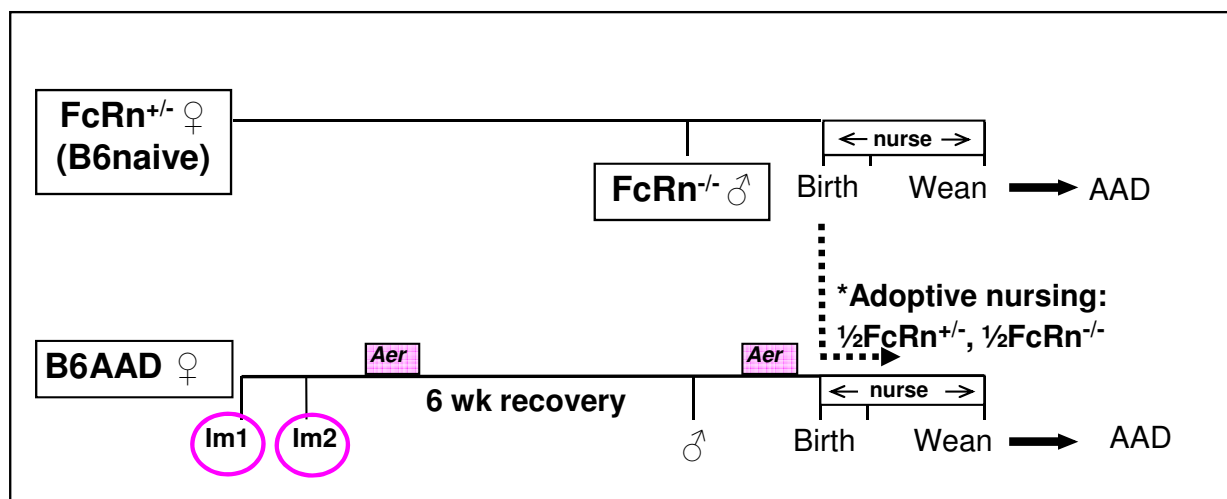 FcRn+/- ♀
(B6naive)
← nurse →
FcRn-/- ♂
Birth
Wean
AAD
*Adoptive nursing:
½FcRn+/-, ½FcRn-/-
B6AAD ♀
Aer
Aer
6 wk recovery
← nurse →
Im1
Im2
♂
Birth
Wean
AAD